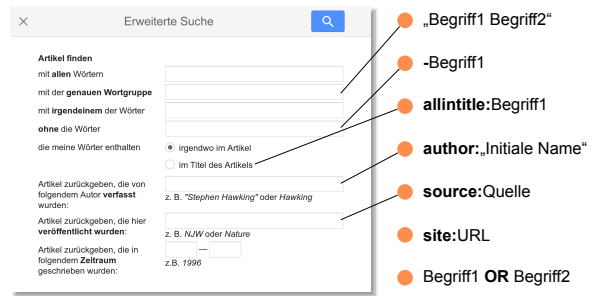 Erweiterte Suche
Artikel finden
mit allen Wörtern
mit der genauen Wortgruppe
mit irgendeinem der Wörter
ohne die Wörter
die meine Wörter enthalten
irgendwo im Artikel
im Titel des Artikels
Artikel zurückgeben, die von
folgendem Autor verfasst
wurden:
z. B. "Stephen Hawking" oder Hawking
Artikel zurückgeben, die hier
veröffentlicht wurden:
z. B. NJW oder Nature
Artikel zurückgeben, die in
folgendem Zeitraum
geschrieben wurden:
—
z.B. 1996
„Begriff1 Begriff2“
-Begriff1
allintitle:Begriff1
author:„Initiale Name“
source:Quelle
site:URL
Begriff1 OR Begriff2